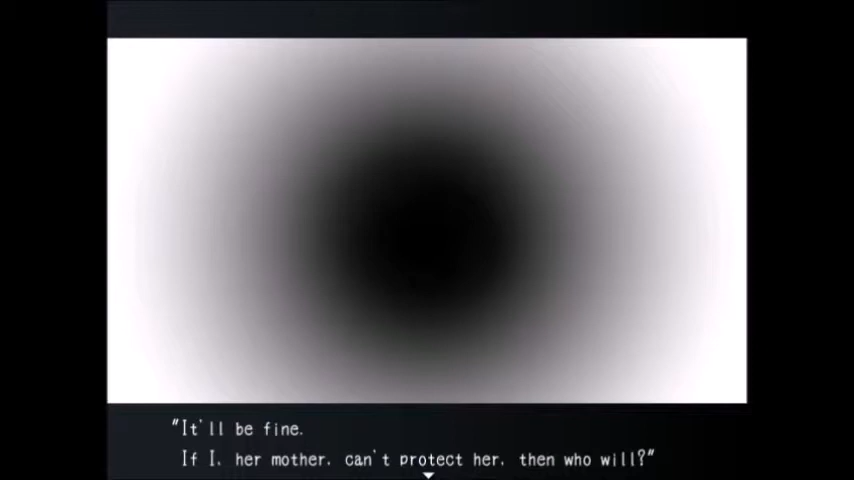 "It'll be fine.
If I, her mother, can't protect her, then who will?"